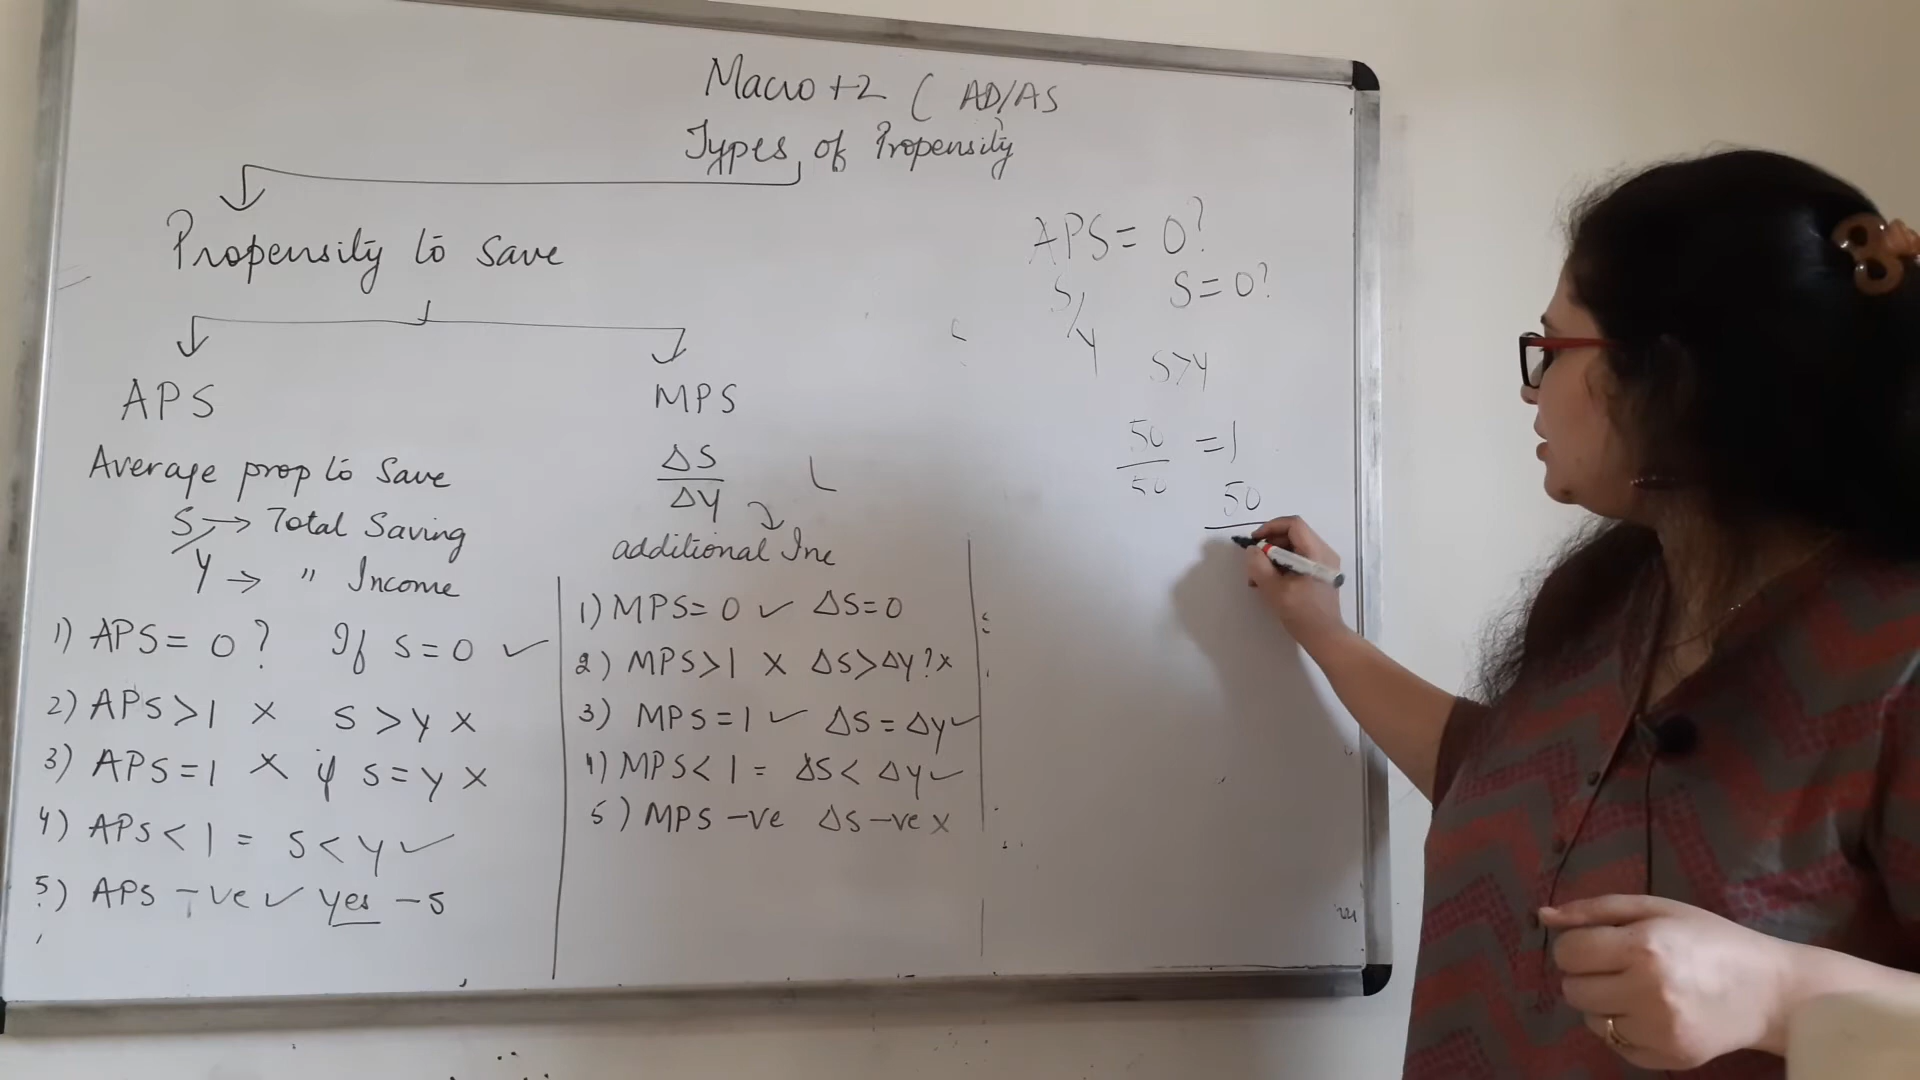 Macro +2 ( AD/AS )
Types of Propensity
Propensity to save
APS
Average prop to Save
S → Total Saving
Y → " Income
1) APS = 0 ? If S = 0 ✓
2) APS > 1 × S > Y ×
3) APS = 1 × if S = Y ×
4) APS < 1 = S < Y ✓
5) APS -ve ✓ Yes -S
MPS
ΔS
ΔY
additional Inc
1) MPS = 0 ✓ ΔS = 0
2) MPS > 1 × ΔS > ΔY ? ×
3) MPS = 1 ✓ ΔS = ΔY ✓
4) MPS < 1 = ΔS < ΔY ✓
5) MPS -ve ΔS -ve ×
APS = 0 ?
S/Y S = 0 ?
S > Y
50
50
= 1
50